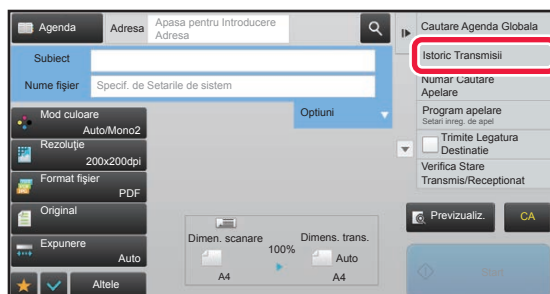 Agenda
Adresa
Apasa pentru Introducere
Adresa
Subiect
Nume fişier
Specif. de Setarile de sistem
Optiuni
Mod culoare
Auto/Mono2
Rezoluţie
200x200dpi
Format fişier
PDF
Original
Expunere
Auto
Altele
Dimen. scanare
100%
Dimens. trans.
Auto
A4
A4
Cautare Agenda Globala
Istoric Transmisii
Numar Cautare
Apelare
Program apelare
Setari inreg. de apel
Trimite Legatura
Destinatie
Verifica Stare
Transmis/Receptionat
Previzualiz.
CA
Start